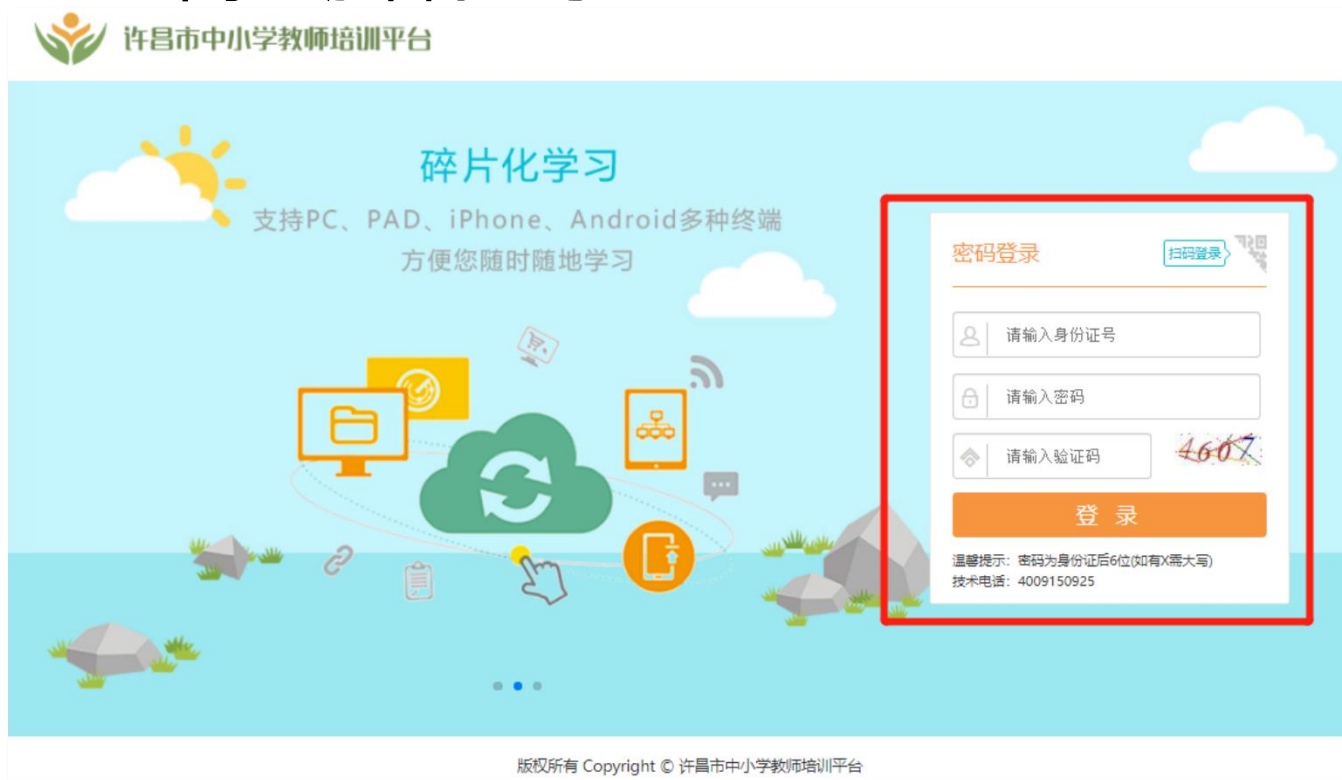 许昌市中小学教师培训平台
碎片化学习
支持PC、PAD、iPhone、Android多种终端
方便您随时随地学习
密码登录
扫码登录
请输入身份证号
请输入密码
请输入验证码
4607
登 录
温馨提示：密码为身份证后6位(如有X需大写)
技术电话：4009150925
版权所有 Copyright © 许昌市中小学教师培训平台